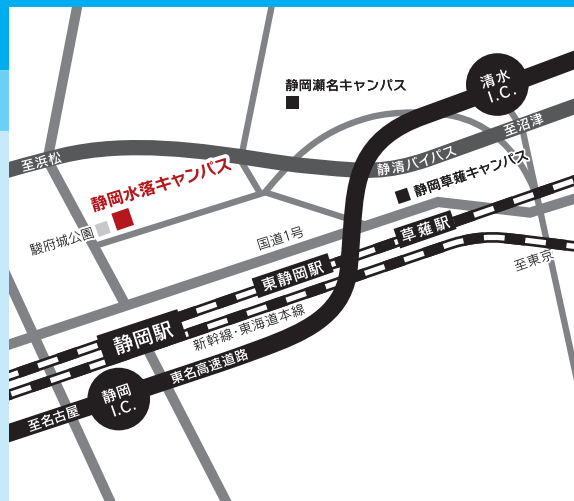 清水
I.C.
静岡瀬名キャンパス
至沼津
静清バイパス
至浜松
静岡草薙キャンパス
静岡水落キャンパス
駿府城公園
国道1号
草薙駅
至東京
東静岡駅
静岡駅
新幹線・東海道本線
東名高速道路
静岡
I.C.
至名古屋